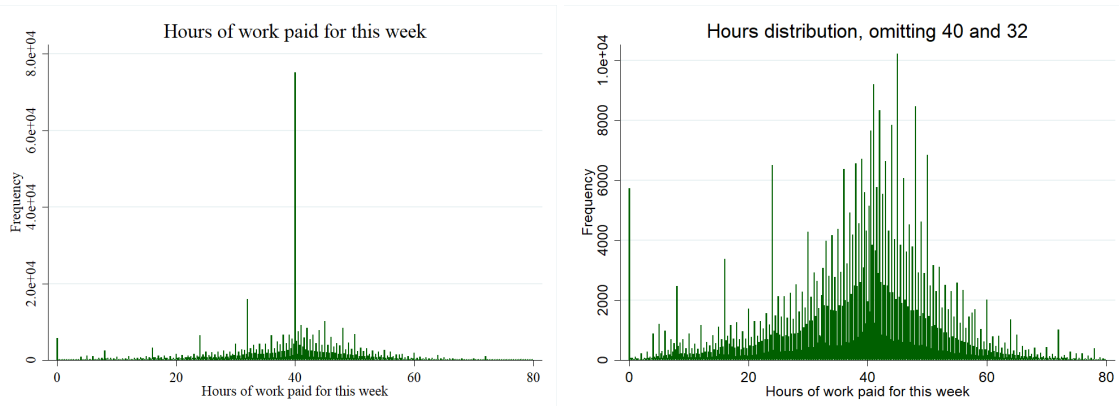 Hours of work paid for this week
Frequency
8.0e+04
6.0e+04
4.0e+04
2.0e+04
0
0 20 40 60 80
Hours of work paid for this week
Hours distribution, omitting 40 and 32
Frequency
1.0e+04
8000
6000
4000
2000
0
0 20 40 60 80
Hours of work paid for this week